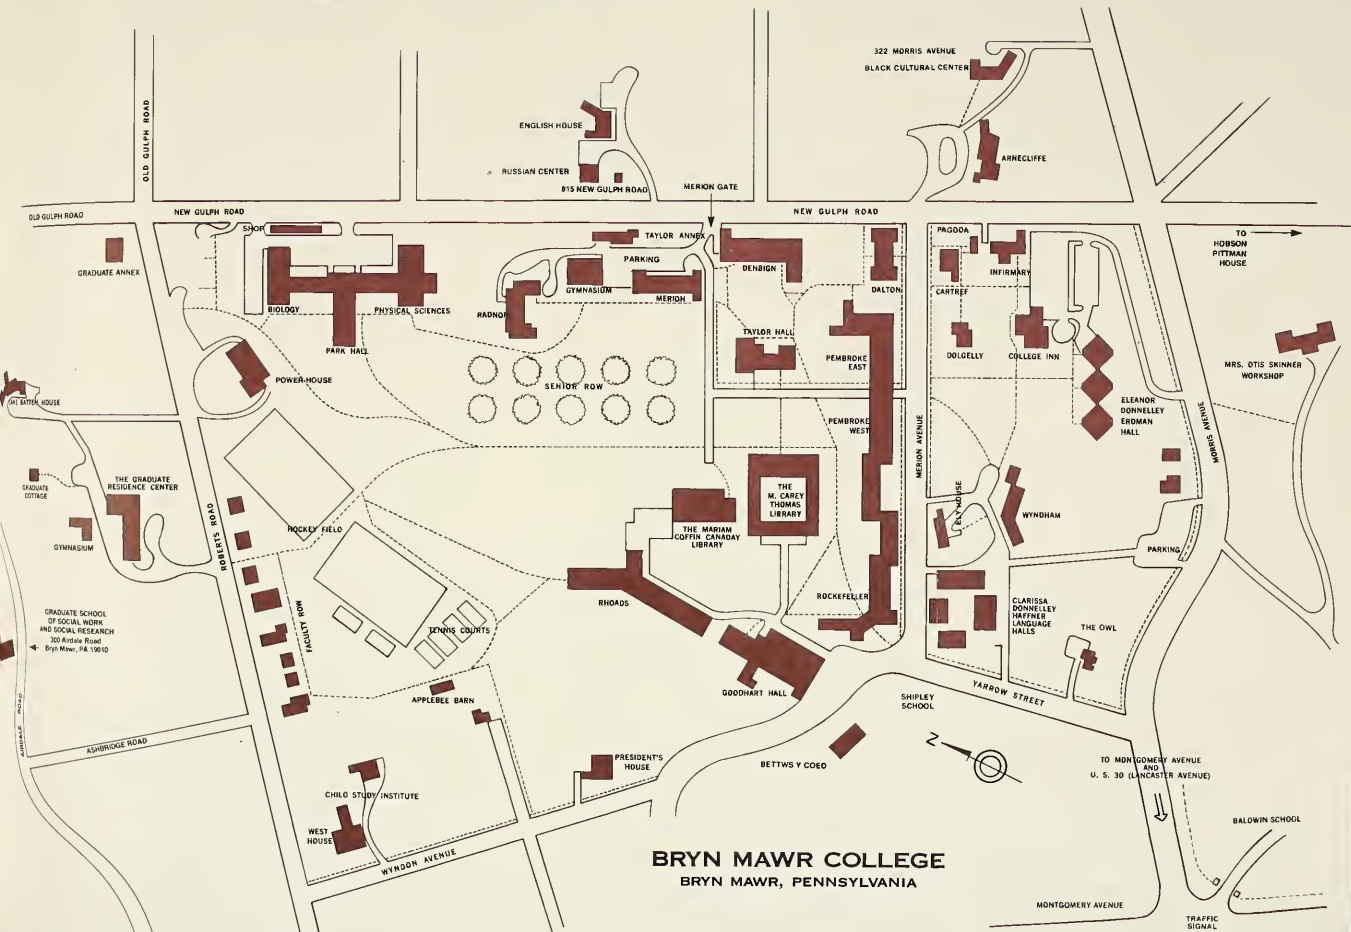 322 MORRIS AVENUE
BLACK CULTURAL CENTER
OLD GULPH ROAD
ENGLISH HOUSE
ARNECLIFFE
RUSSIAN CENTER
815 NEW GULPH ROAD
MERION GATE
OLD GULPH ROAD
NEW GULPH ROAD
NEW GULPH ROAD
SHOP
TAYLOR ANNEX
PAGODA
TO
HOBSON
PITTMAN
HOUSE
GRADUATE ANNEX
PARKING
DENBIGH
INFIRMARY
GYMNASIUM
MERION
DALTON
CARTREF
BIOLOGY
PHYSICAL SCIENCES
RADNOR
TAYLOR HALL
PARK HALL
PEMBROKE
EAST
DOLGELLY
COLLEGE INN
MRS. OTIS SKINNER
WORKSHOP
POWER HOUSE
SENIOR ROW
BATTEN HOUSE
ELEANOR
DONNELLEY
ERDMAN
HALL
PEMBROKE
WEST
MERION AVENUE
MORRIS AVENUE
THE GRADUATE
RESIDENCE CENTER
GRADUATE
COTTAGE
THE
M. CAREY
THOMAS
LIBRARY
ELY HOUSE
WYNDHAM
HOCKEY FIELD
THE MARIAM
COFFIN CANADAY
LIBRARY
GYMNASIUM
ROBERTS ROAD
PARKING
RHOADS
ROCKEFELLER
CLARISSA
DONNELLEY
HAFFNER
LANGUAGE
HALLS
THE OWL
GRADUATE SCHOOL
OF SOCIAL WORK
AND SOCIAL RESEARCH
300 Airdale Road
Bryn Mawr, PA 19010
FACULTY ROW
TENNIS COURTS
APPLEBEE BARN
GOODHART HALL
YARROW STREET
SHIPLEY
SCHOOL
AIRDALE ROAD
ASHBRIDGE ROAD
N
PRESIDENT'S
HOUSE
BETTWS Y COED
TO MONTGOMERY AVENUE
AND
U. S. 30 (LANCASTER AVENUE)
CHILD STUDY INSTITUTE
WEST
HOUSE
WYNDON AVENUE
BALDWIN SCHOOL
BRYN MAWR COLLEGE
BRYN MAWR, PENNSYLVANIA
MONTGOMERY AVENUE
TRAFFIC
SIGNAL